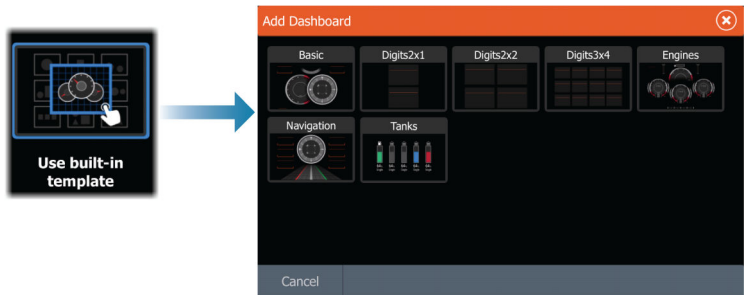 Use built-in
template
Add Dashboard
Basic
Digits2x1
Digits2x2
Digits3x4
Engines
Navigation
Tanks
Cancel